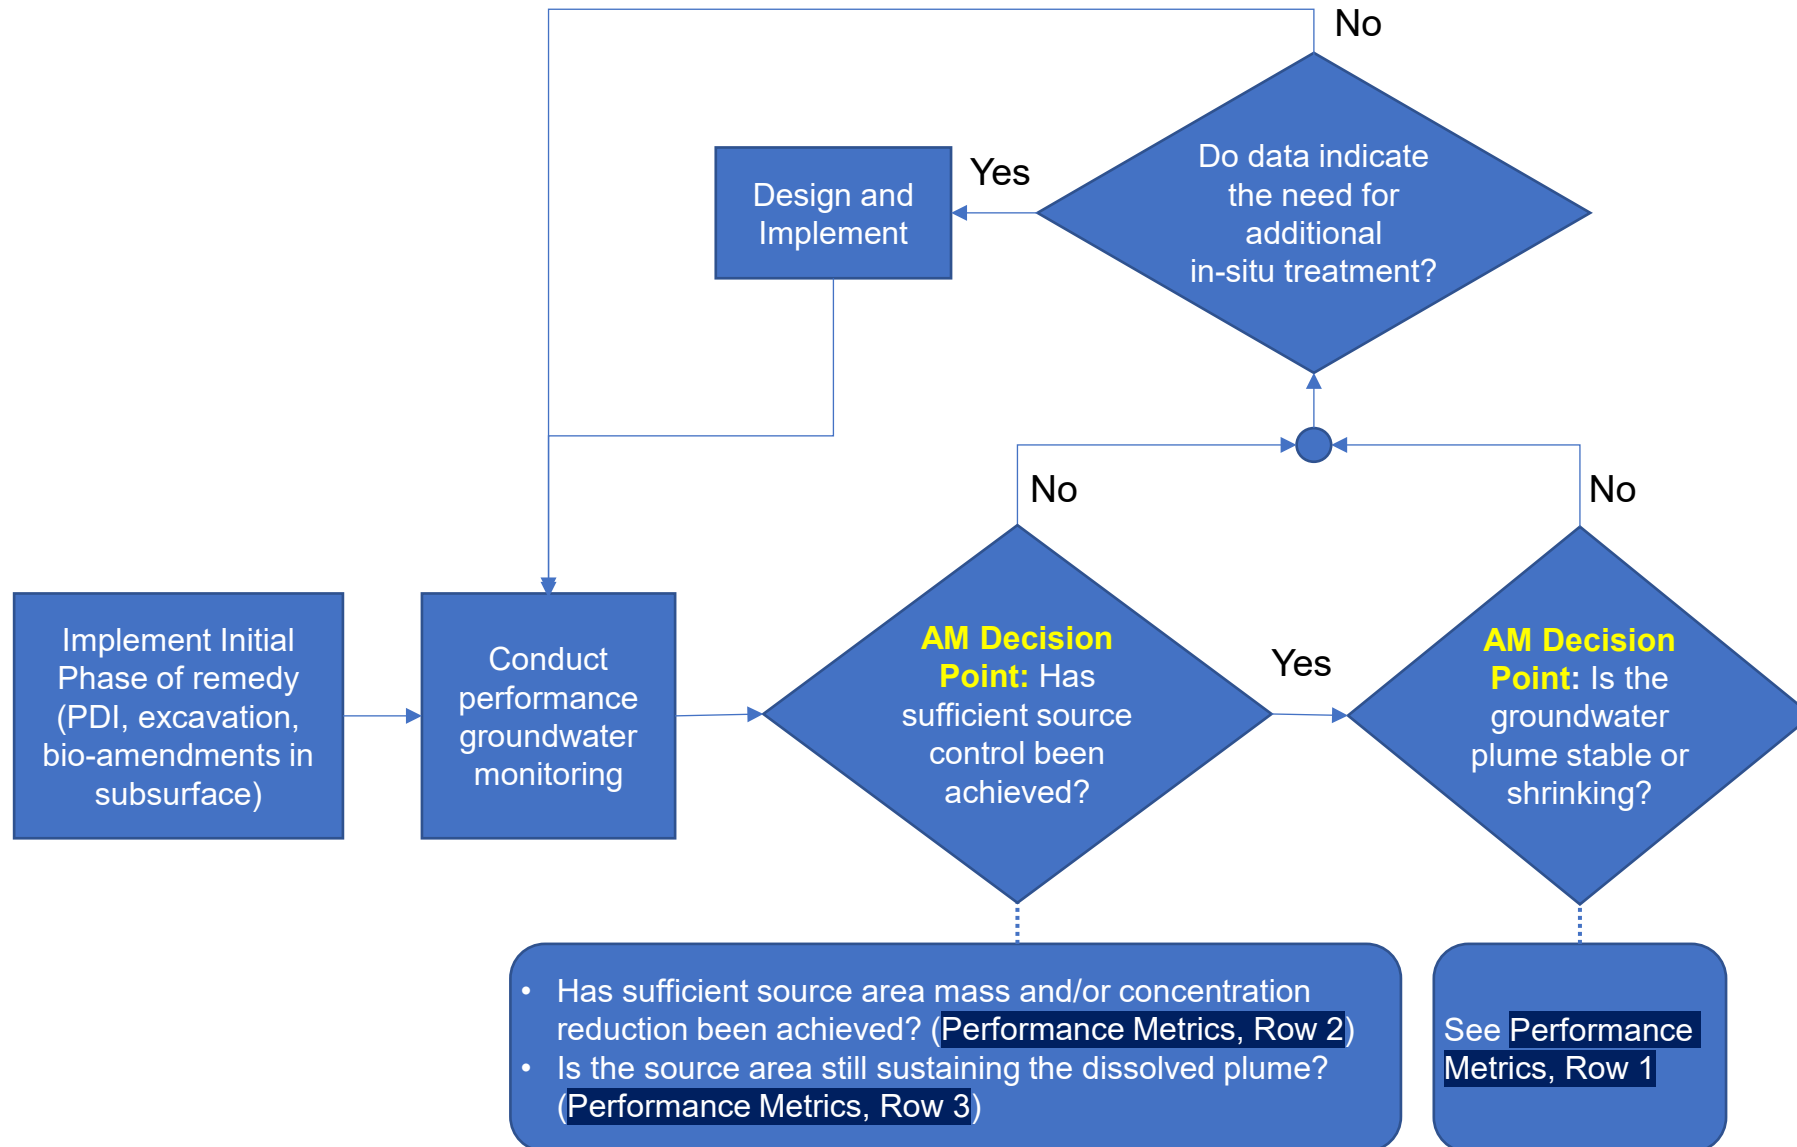 No
Do data indicate
the need for
additional
in-situ treatment?
Yes
Design and
Implement
No
No
Implement Initial
Phase of remedy
(PDI, excavation,
bio-amendments in
subsurface)
Conduct
performance
groundwater
monitoring
AM Decision
Point: Has
sufficient source
control been
achieved?
Yes
AM Decision
Point: Is the
groundwater
plume stable or
shrinking?
• Has sufficient source area mass and/or concentration
reduction been achieved? (Performance Metrics, Row 2)
• Is the source area still sustaining the dissolved plume?
(Performance Metrics, Row 3)
See Performance
Metrics, Row 1